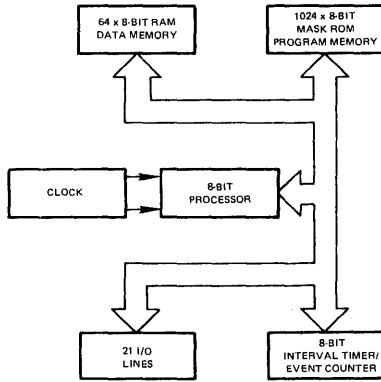 64 x 8-BIT RAM
DATA MEMORY
1024 x 8-BIT
MASK ROM
PROGRAM MEMORY
CLOCK
8-BIT
PROCESSOR
21 I/O
LINES
8-BIT
INTERVAL TIMER/
EVENT COUNTER